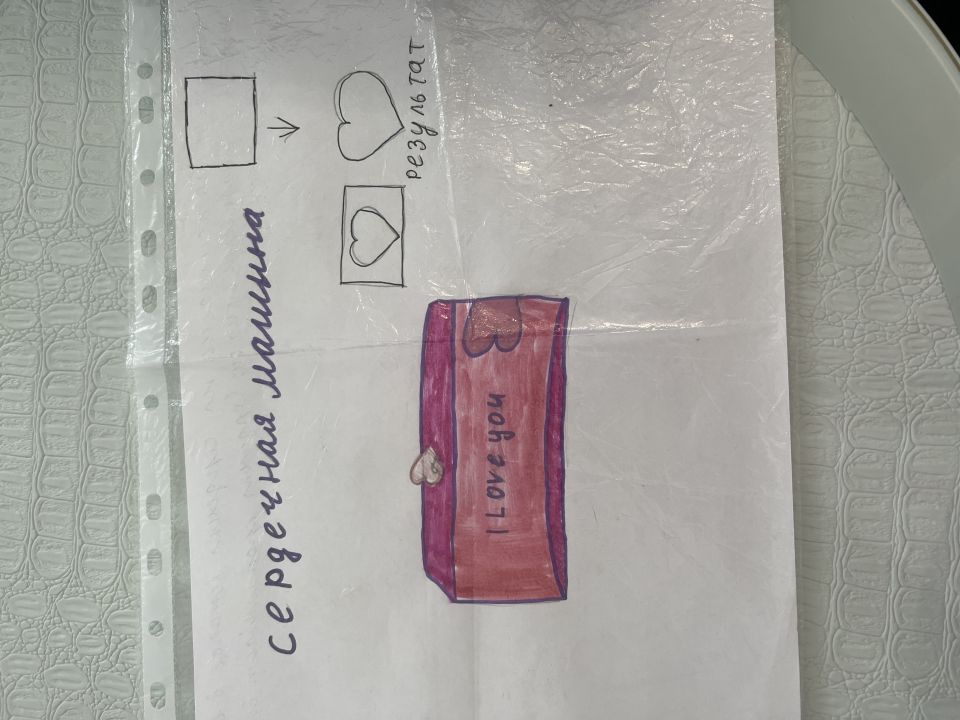 сердечная машина
результат
I Love you